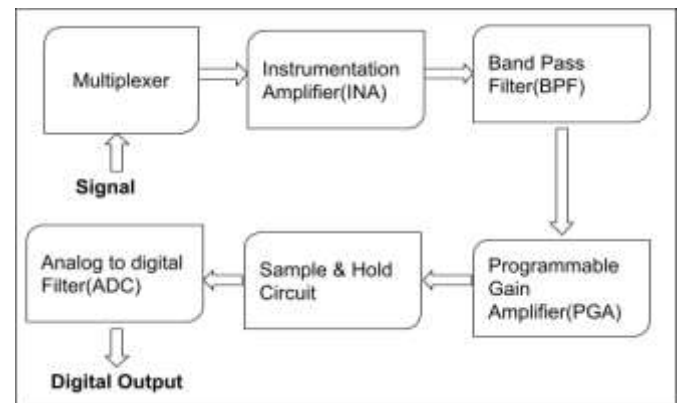 Multiplexer
Instrumentation
Amplifier(INA)
Band Pass
Filter(BPF)
Signal
Analog to digital
Filter(ADC)
Sample & Hold
Circuit
Programmable
Gain
Amplifier(PGA)
Digital Output